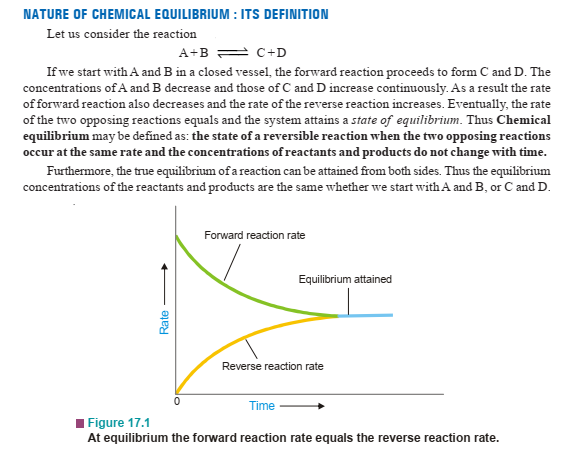 NATURE OF CHEMICAL EQUILIBRIUM : ITS DEFINITION
Let us consider the reaction
A+B ⇌ C+D
If we start with A and B in a closed vessel, the forward reaction proceeds to form C and D. The
concentrations of A and B decrease and those of C and D increase continuously. As a result the rate
of forward reaction also decreases and the rate of the reverse reaction increases. Eventually, the rate
of the two opposing reactions equals and the system attains a state of equilibrium. Thus Chemical
equilibrium may be defined as: the state of a reversible reaction when the two opposing reactions
occur at the same rate and the concentrations of reactants and products do not change with time.
Furthermore, the true equilibrium of a reaction can be attained from both sides. Thus the equilibrium
concentrations of the reactants and products are the same whether we start with A and B, or C and D.
Forward reaction rate
Equilibrium attained
Rate
Reverse reaction rate
0
Time
Figure 17.1
At equilibrium the forward reaction rate equals the reverse reaction rate.